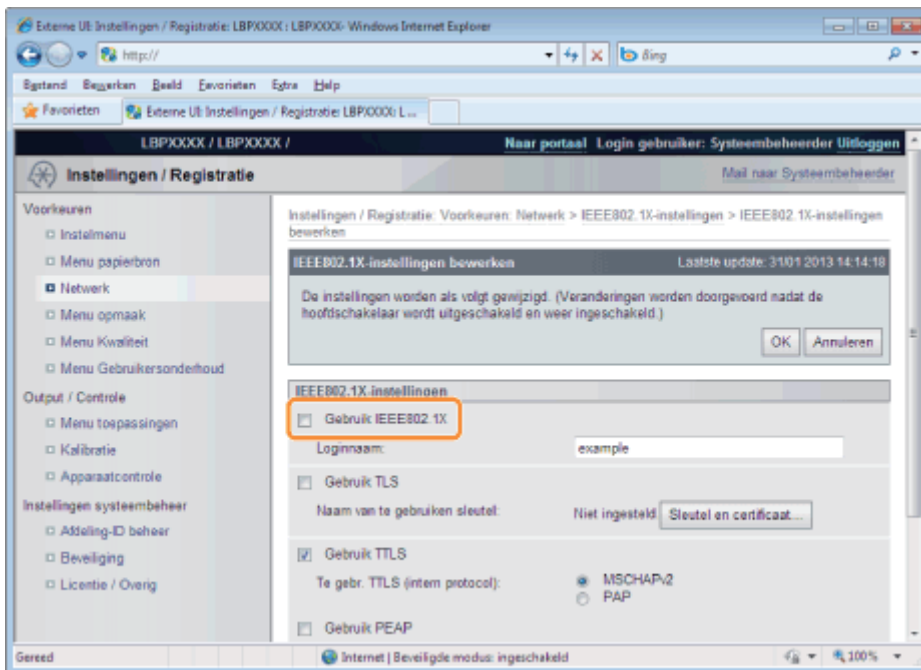 Externe UI: Instellingen / Registratie: LBPXXXX : LBPXXXX- Windows Internet Explorer
http://
Bing
Bestand Bewerken Beeld Favorieten Extra Help
Favorieten
Externe UI: Instellingen / Registratie: LBPXXXX: L...
LBPXXXX / LBPXXXX /
Naar portaal Login gebruiker: Systeembeheerder Uitloggen
Instellingen / Registratie
Mail naar Systeembeheerder
Voorkeuren
Instelmenu
Menu papierbron
Netwerk
Menu opmaak
Menu Kwaliteit
Menu Gebruikersonderhoud
Output / Controle
Menu toepassingen
Kalibratie
Apparaatcontrole
Instellingen systeembeheer
Afdeling-ID beheer
Beveiliging
Licentie / Overig
Instellingen / Registratie: Voorkeuren: Netwerk > IEEE802.1X-instellingen > IEEE802.1X-instellingen
bewerken
IEEE802.1X-instellingen bewerken
Laatste update: 31/01 2013 14:14:18
De instellingen worden als volgt gewijzigd. (Veranderingen worden doorgevoerd nadat de
hoofdschakelaar wordt uitgeschakeld en weer ingeschakeld.)
OK
Annuleren
IEEE802.1X-instellingen
Gebruik IEEE802.1X
Loginnaam:
example
Gebruik TLS
Naam van te gebruiken sleutel:
Niet ingesteld
Sleutel en certificaat...
Gebruik TTLS
Te gebr. TTLS (intern protocol):
MSCHAPv2
PAP
Gebruik PEAP
Gereed
Internet | Beveiligde modus: ingeschakeld
100%